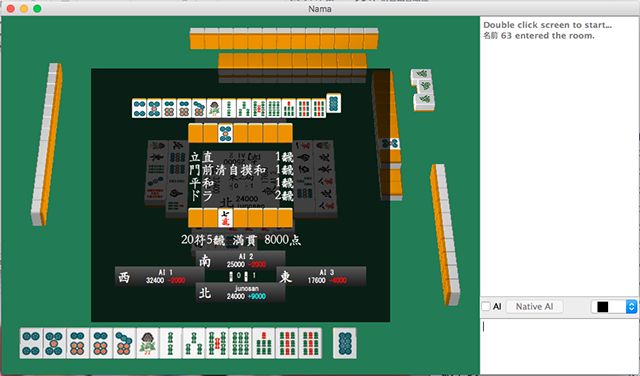 Nama
Double click screen to start...
名前 63 entered the room.
立直 1飜
門前清自摸和 1飜
平和 1飜
ドラ 2飜
20符5飜 満貫 8000点
AI 2
南 25000 -2000
AI 1
西 32400 -2000
0 1
AI 3
東 17600 -4000
junosan
北 24000 +9000
AI
Native AI